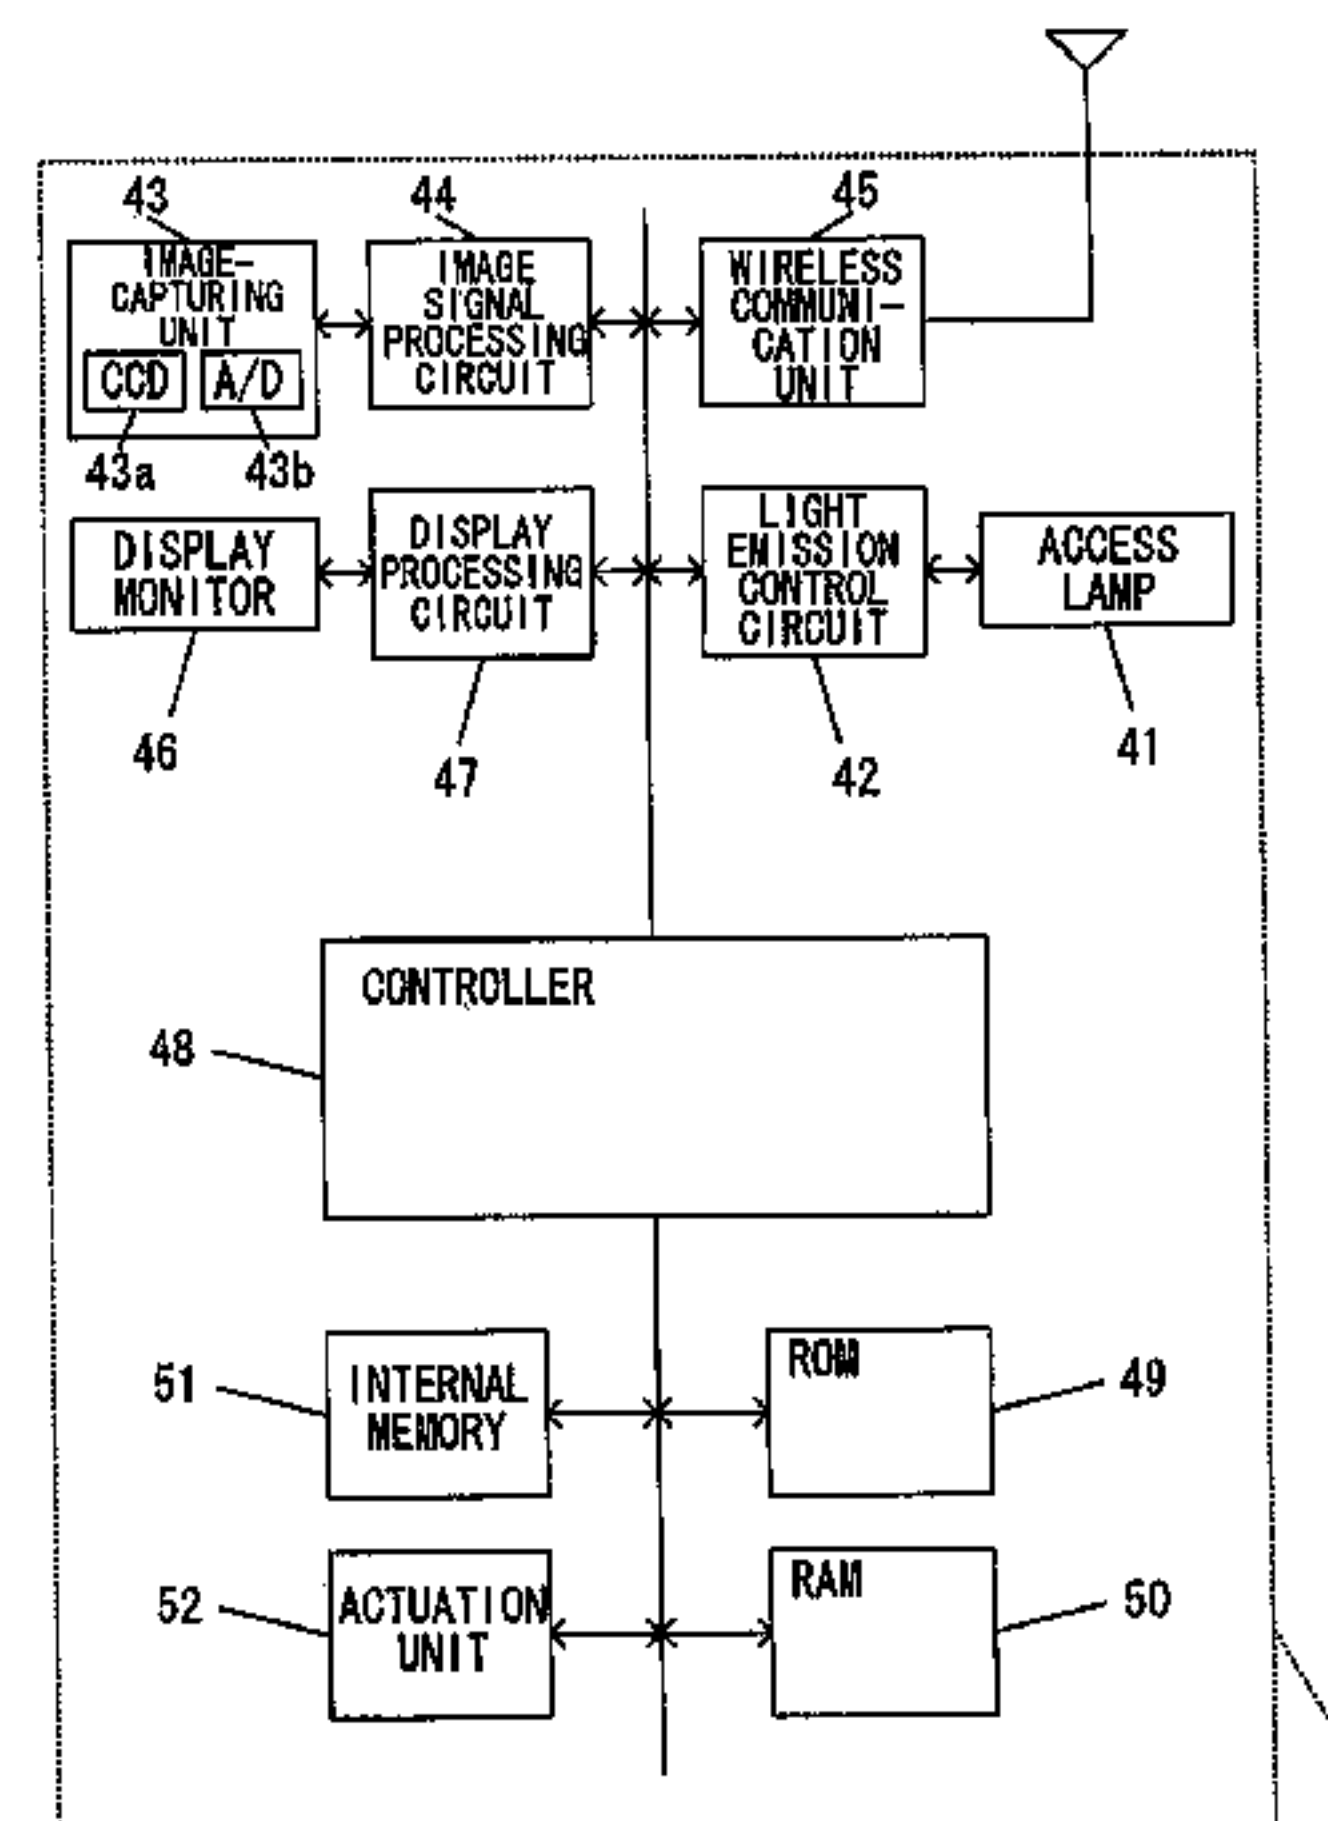 43
44
45
IMAGE-
CAPTURING
UNIT
CCD
A/D
43a
43b
IMAGE
SIGNAL
PROCESSING
CIRCUIT
WIRELESS
COMMUNI-
CATION
UNIT
DISPLAY
MONITOR
DISPLAY
PROCESSING
CIRCUIT
LIGHT
EMISSION
CONTROL
CIRCUIT
ACCESS
LAMP
46
47
42
41
CONTROLLER
48
51
INTERNAL
MEMORY
ROM
49
52
ACTUATION
UNIT
RAM
50